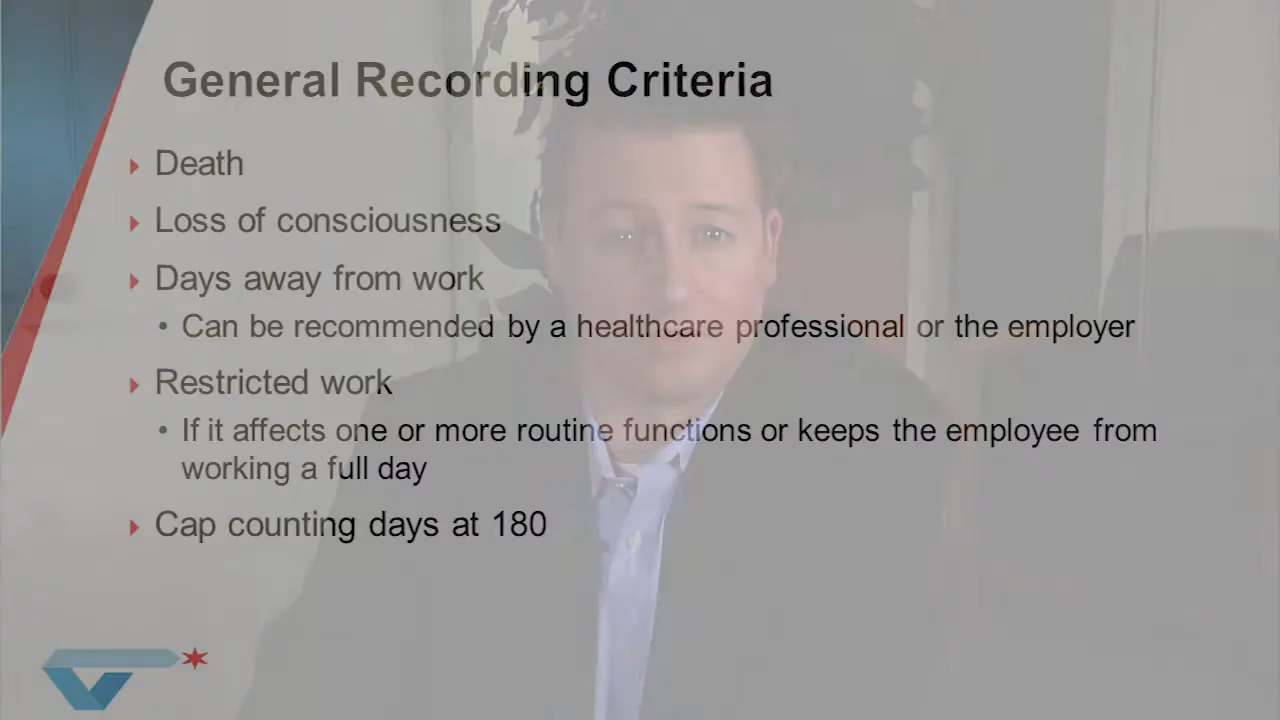 General Recording Criteria
Death
Loss of consciousness
Days away from work
• Can be recommended by a healthcare professional or the employer
Restricted work
• If it affects one or more routine functions or keeps the employee from
working a full day
Cap counting days at 180